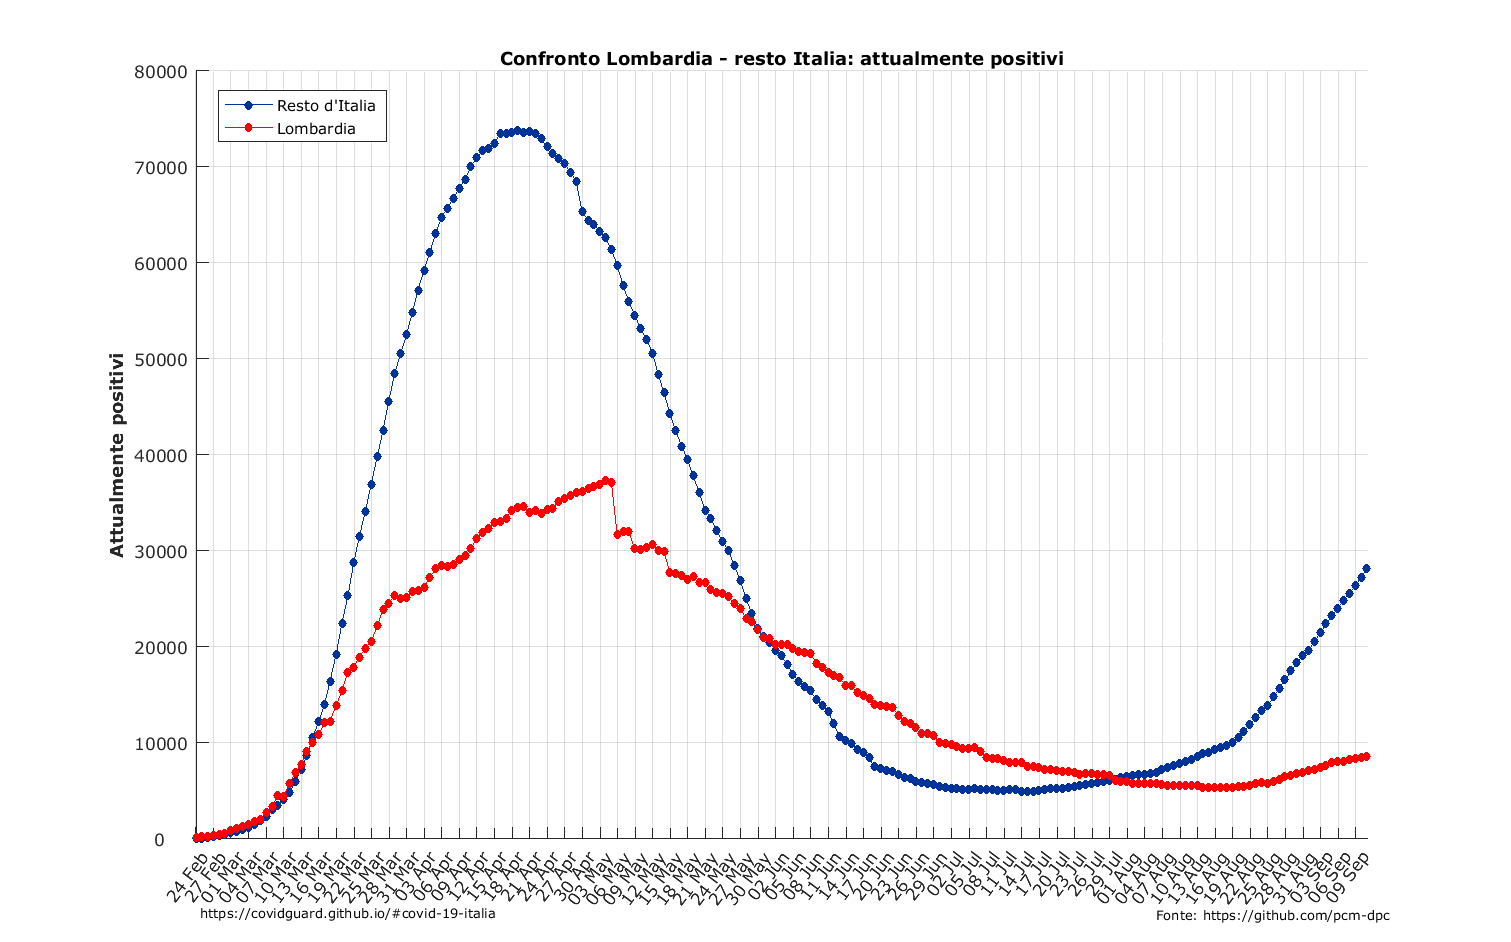 Confronto Lombardia - resto Italia: attualmente positivi
Resto d'Italia
Lombardia
Attualmente positivi
80000
70000
60000
50000
40000
30000
20000
10000
0
24 Feb
27 Feb
01 Mar
04 Mar
07 Mar
10 Mar
13 Mar
16 Mar
19 Mar
22 Mar
25 Mar
28 Mar
31 Mar
03 Apr
06 Apr
09 Apr
12 Apr
15 Apr
18 Apr
21 Apr
24 Apr
27 Apr
30 Apr
03 May
06 May
09 May
12 May
15 May
18 May
21 May
24 May
27 May
30 May
02 Jun
05 Jun
08 Jun
11 Jun
14 Jun
17 Jun
20 Jun
23 Jun
26 Jun
29 Jun
02 Jul
05 Jul
08 Jul
11 Jul
14 Jul
17 Jul
20 Jul
23 Jul
26 Jul
29 Jul
01 Aug
04 Aug
07 Aug
10 Aug
13 Aug
16 Aug
19 Aug
22 Aug
25 Aug
28 Aug
31 Aug
03 Sep
06 Sep
09 Sep
https://covidguard.github.io/#covid-19-italia
Fonte: https://github.com/pcm-dpc